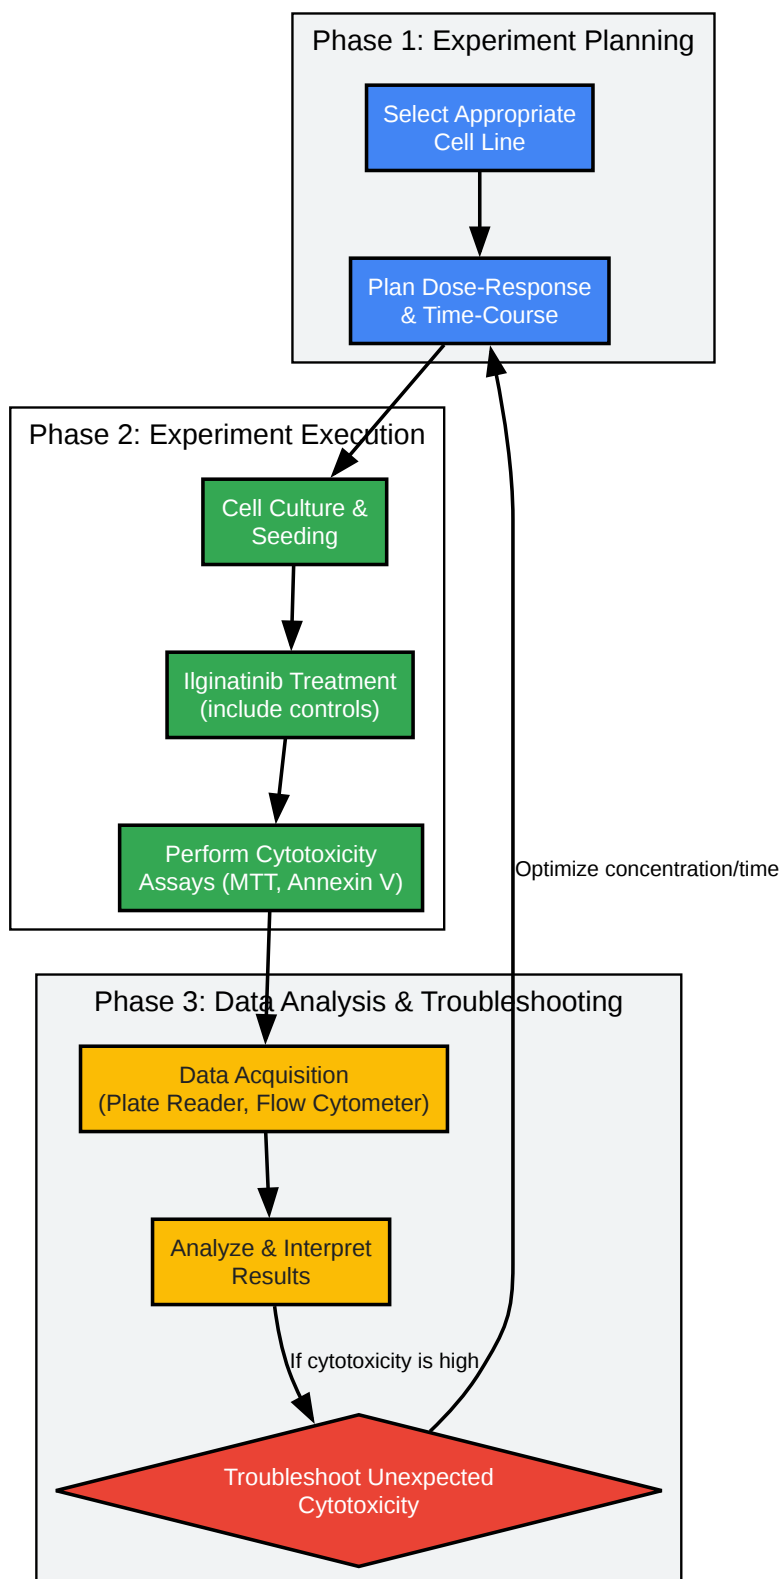 Phase 1: Experiment Planning
Select Appropriate
Cell Line
Plan Dose-Response
& Time-Course
Phase 2: Experiment Execution
Cell Culture &
Seeding
Ilginatinib Treatment
(include controls)
Perform Cytotoxicity
Assays (MTT, Annexin V)
Optimize concentration/time
Phase 3: Data Analysis & Troubleshooting
Data Acquisition
(Plate Reader, Flow Cytometer)
Analyze & Interpret
Results
If cytotoxicity is high
Troubleshoot Unexpected
Cytotoxicity